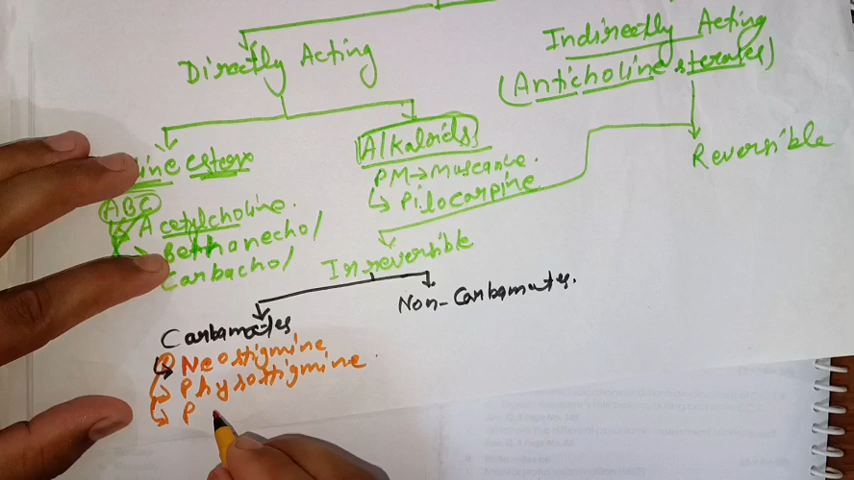 Directly Acting
Indirectly Acting
(Anticholinesterases)
ine esters
Alkaloids
ABC
PM→Muscarine.
Pilocarpine
Acetylcholine.
Bethanechol
Carbachol
Reversible
Irreversible
Carbamates
Non-Carbamates.
Neostigmine
Physostigmine.
P